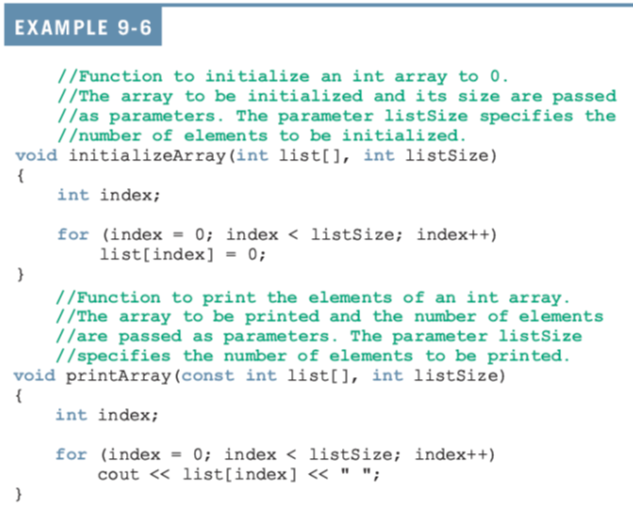 EXAMPLE 9-6
//Function to initialize an int array to 0.
//The array to be initialized and its size are passed
//as parameters. The parameter listSize specifies the
//number of elements to be initialized.
void initializeArray(int list[], int listSize)
{
int index;
for (index = 0; index < listSize; index++)
list[index] = 0;
}
//Function to print the elements of an int array.
//The array to be printed and the number of elements
//are passed as parameters. The parameter listSize
//specifies the number of elements to be printed.
void printArray(const int list[], int listSize)
{
int index;
for (index = 0; index < listSize; index++)
cout << list[index] << " ";
}